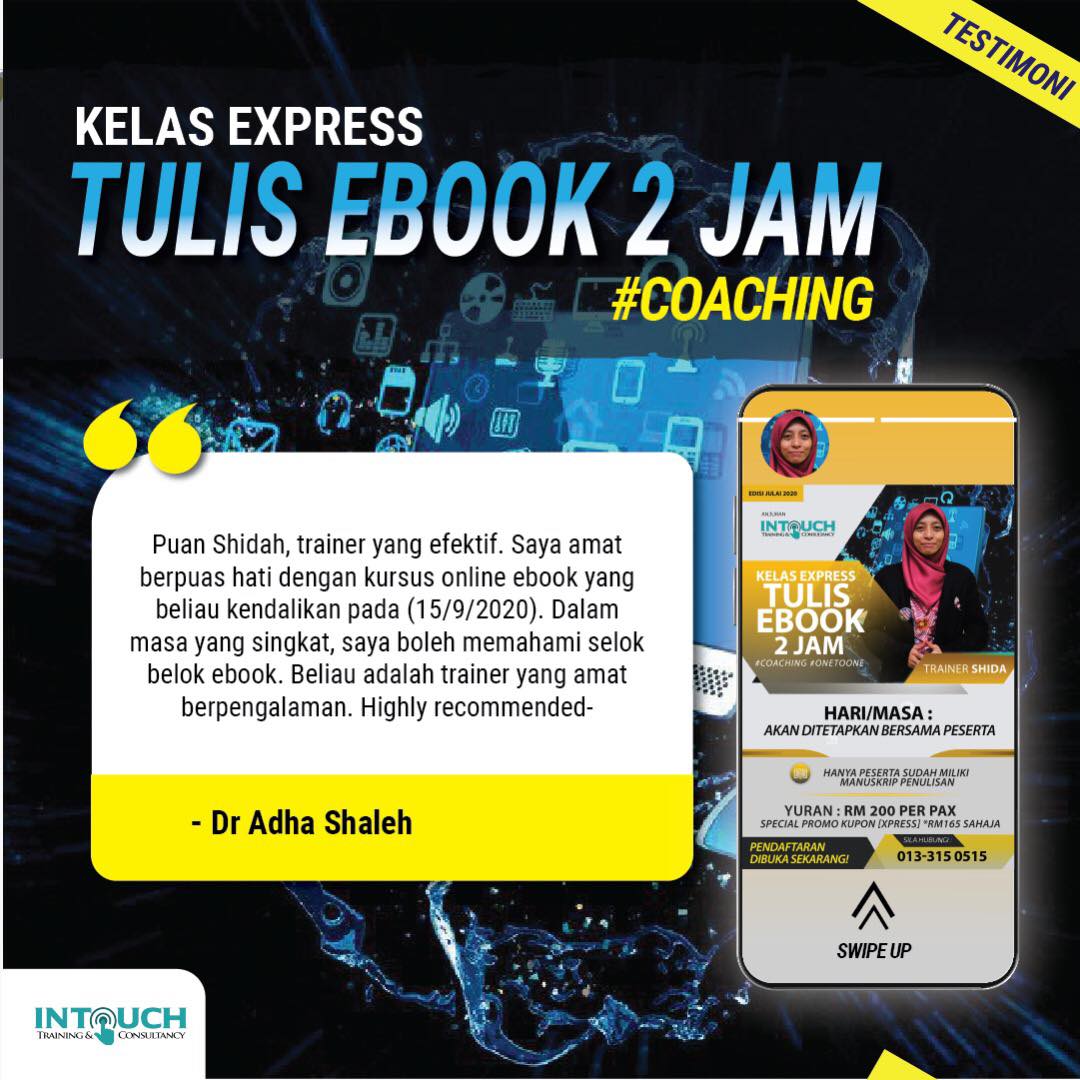 TESTIMONI
KELAS EXPRESS
TULIS EBOOK 2 JAM
#COACHING
Puan Shidah, trainer yang efektif. Saya amat
berpuas hati dengan kursus online ebook yang
beliau kendalikan pada (15/9/2020). Dalam
masa yang singkat, saya boleh memahami selok
belok ebook. Beliau adalah trainer yang amat
berpengalaman. Highly recommended-
- Dr Adha Shaleh
EDISI JULAI 2020
ANJURAN
INTOUCH
TRAINING & CONSULTANCY
KELAS EXPRESS
TULIS
EBOOK
2 JAM
#COACHING #ONETOONE
TRAINER SHIDA
HARI/MASA :
AKAN DITETAPKAN BERSAMA PESERTA
HANYA PESERTA SUDAH MILIKI
MANUSKRIP PENULISAN
YURAN : RM 200 PER PAX
SPECIAL PROMO KUPON [XPRESS] *RM165 SAHAJA
PENDAFTARAN
DIBUKA SEKARANG!
SILA HUBUNGI
013-315 0515
SWIPE UP
INTOUCH
TRAINING & CONSULTANCY